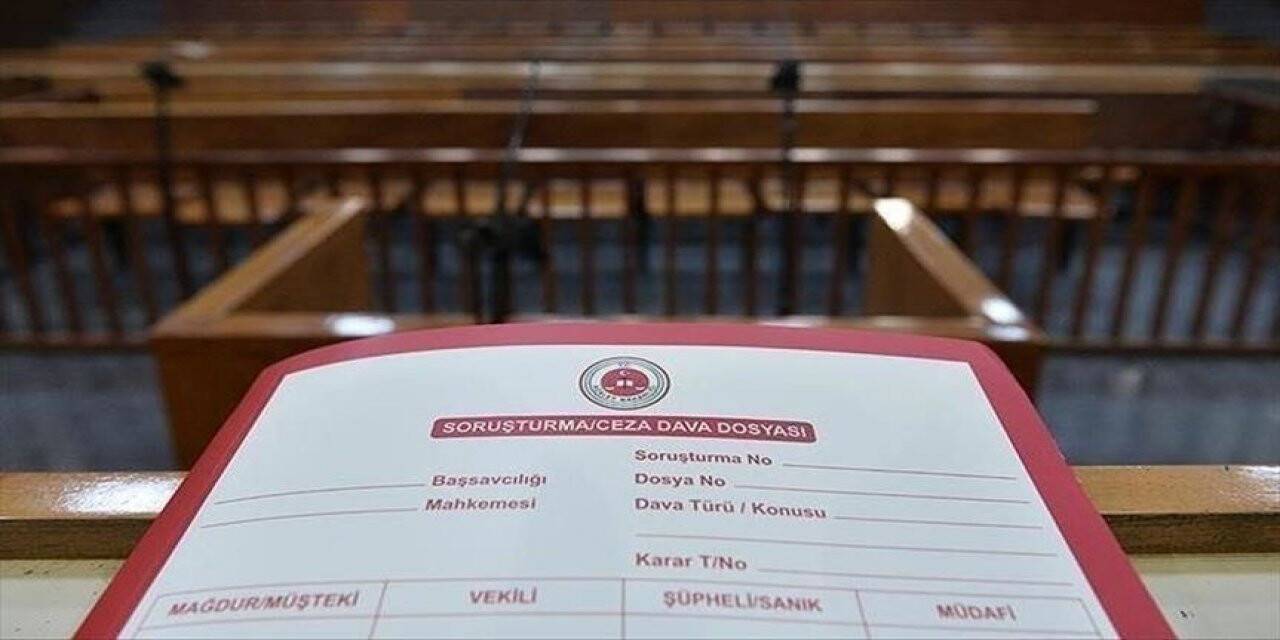 SORUŞTURMA/CEZA DAVA DOSYASI
Soruşturma No
Başsavcılığı
Dosya No
Mahkemesi
Dava Türü / Konusu
Karar T/No
MAĞDUR/MÜŞTEKİ
VEKİLİ
ŞÜPHELİ/SANIK
MÜDAFİ